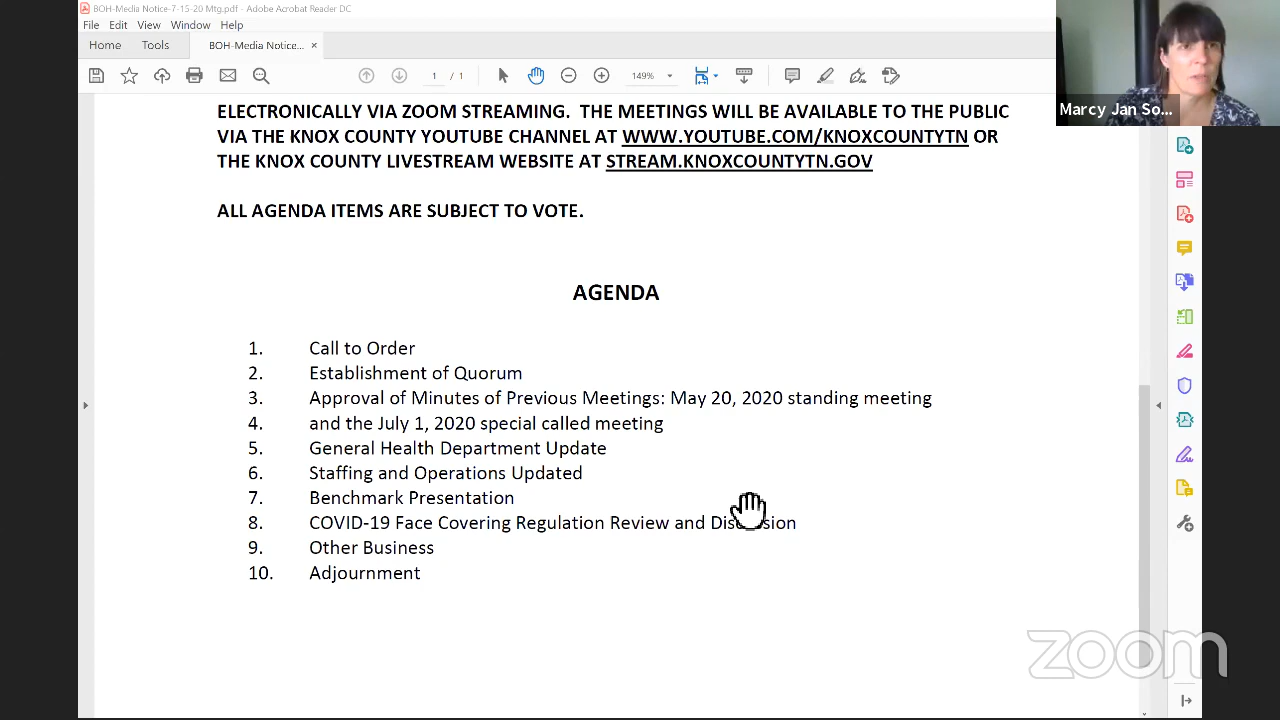 BOH-Media Notice-7-15-20 Mtg.pdf - Adobe Acrobat Reader DC
File Edit View Window Help
Home Tools BOH-Media Notice... ×
1 / 1 149%
Marcy Jan So...
ELECTRONICALLY VIA ZOOM STREAMING. THE MEETINGS WILL BE AVAILABLE TO THE PUBLIC
VIA THE KNOX COUNTY YOUTUBE CHANNEL AT WWW.YOUTUBE.COM/KNOXCOUNTYTN OR
THE KNOX COUNTY LIVESTREAM WEBSITE AT STREAM.KNOXCOUNTYTN.GOV
ALL AGENDA ITEMS ARE SUBJECT TO VOTE.
AGENDA
1. Call to Order
2. Establishment of Quorum
3. Approval of Minutes of Previous Meetings: May 20, 2020 standing meeting
4. and the July 1, 2020 special called meeting
5. General Health Department Update
6. Staffing and Operations Updated
7. Benchmark Presentation
8. COVID-19 Face Covering Regulation Review and Discussion
9. Other Business
10. Adjournment
zoom